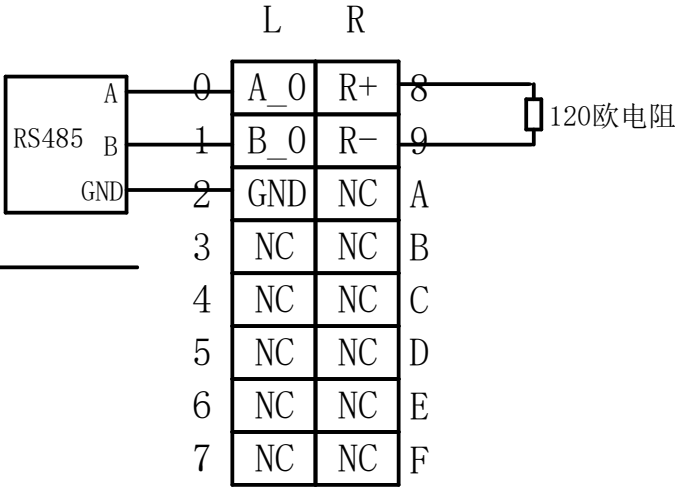 L R
A 0 A_0 R+ 8
RS485 B 1 B_0 R- 9 120欧电阻
GND 2 GND NC A
3 NC NC B
4 NC NC C
5 NC NC D
6 NC NC E
7 NC NC F